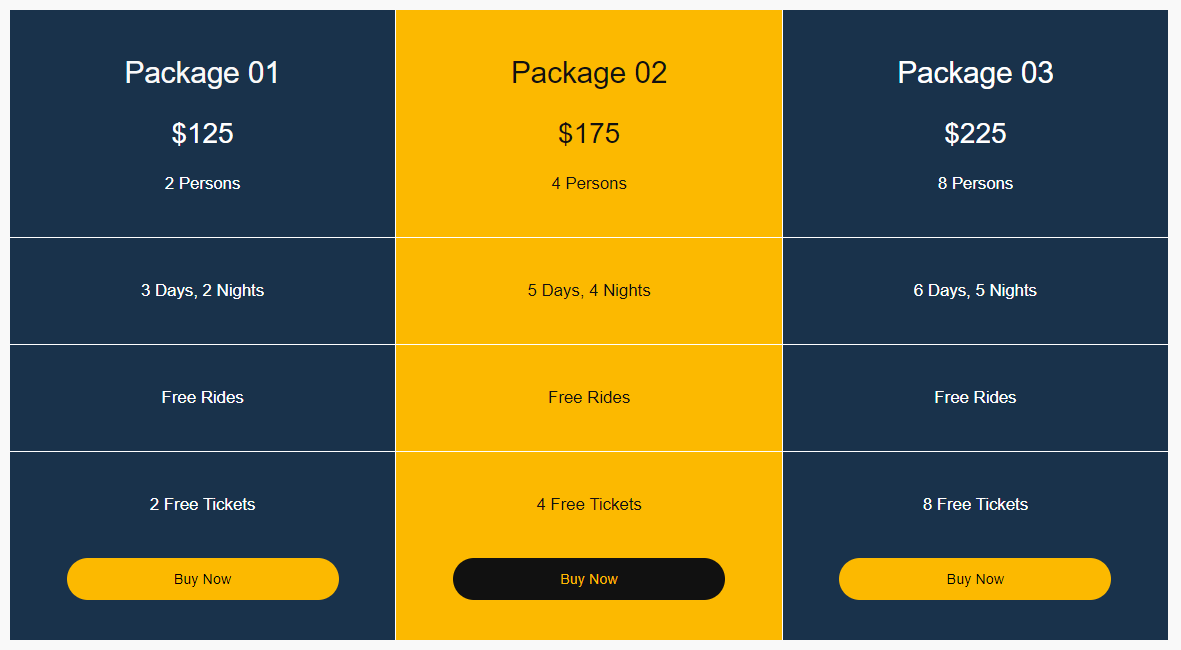 Package 01
$125
2 Persons
3 Days, 2 Nights
Free Rides
2 Free Tickets
Buy Now
Package 02
$175
4 Persons
5 Days, 4 Nights
Free Rides
4 Free Tickets
Buy Now
Package 03
$225
8 Persons
6 Days, 5 Nights
Free Rides
8 Free Tickets
Buy Now